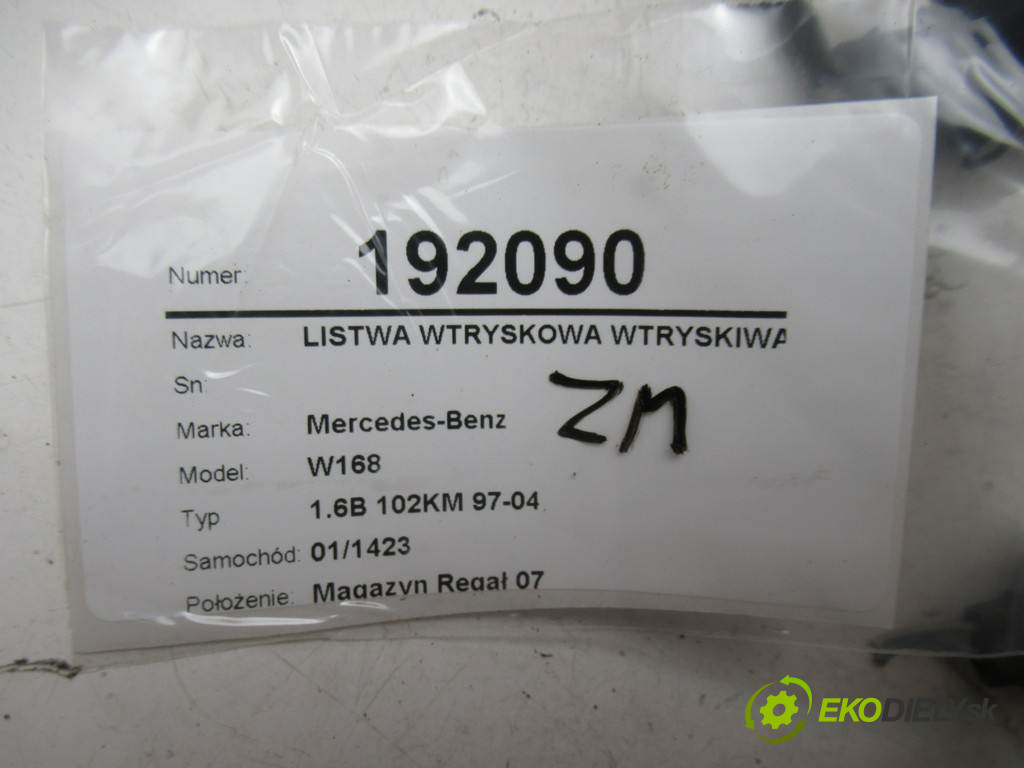 Numer: 192090
Nazwa: LISTWA WTRYSKOWA WTRYSKIWA
Sn:
ZM
Marka: Mercedes-Benz
Model: W168
Typ 1.6B 102KM 97-04
Samochód: 01/1423
Położenie: Magazyn Regał 07
EKODIELY.sk